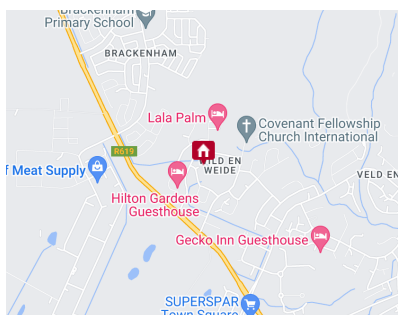 Brackenham
Primary School
BRACKENHAM
Lala Palm
Covenant Fellowship
Church International
R619
VELD EN
WEIDE
f Meat Supply
VELD EN
Hilton Gardens
Guesthouse
Gecko Inn Guesthouse
SUPERSPAR
Town Square